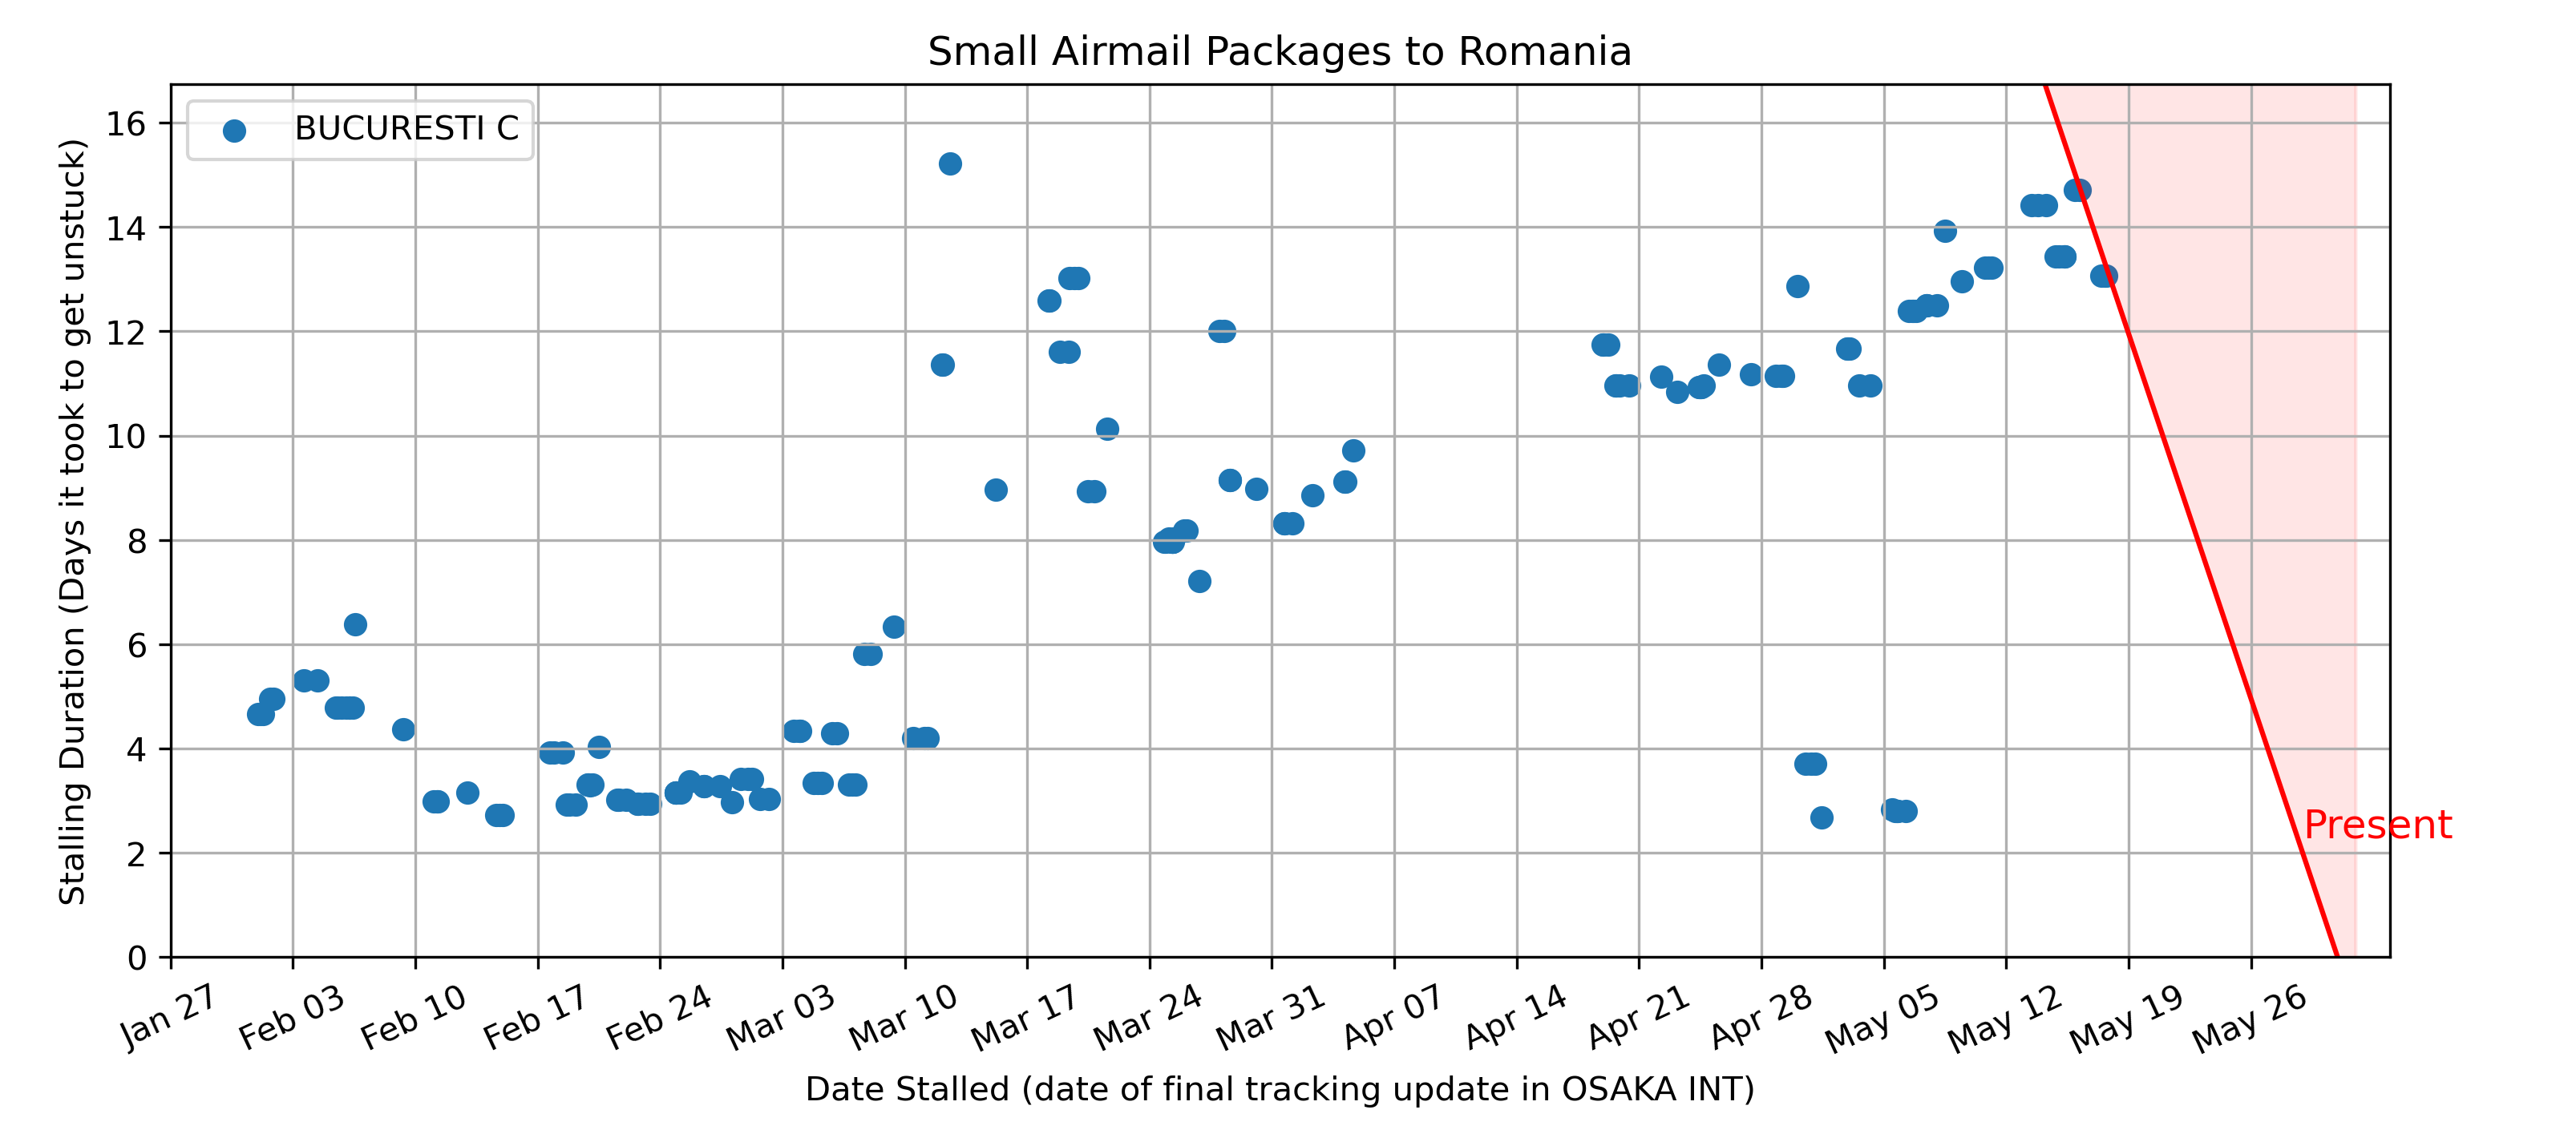 Small Airmail Packages to Romania
BUCURESTI C
Stalling Duration (Days it took to get unstuck)
16
14
12
10
8
6
4
2
0
Present
Jan 27
Feb 03
Feb 10
Feb 17
Feb 24
Mar 03
Mar 10
Mar 17
Mar 24
Mar 31
Apr 07
Apr 14
Apr 21
Apr 28
May 05
May 12
May 19
May 26
Date Stalled (date of final tracking update in OSAKA INT)